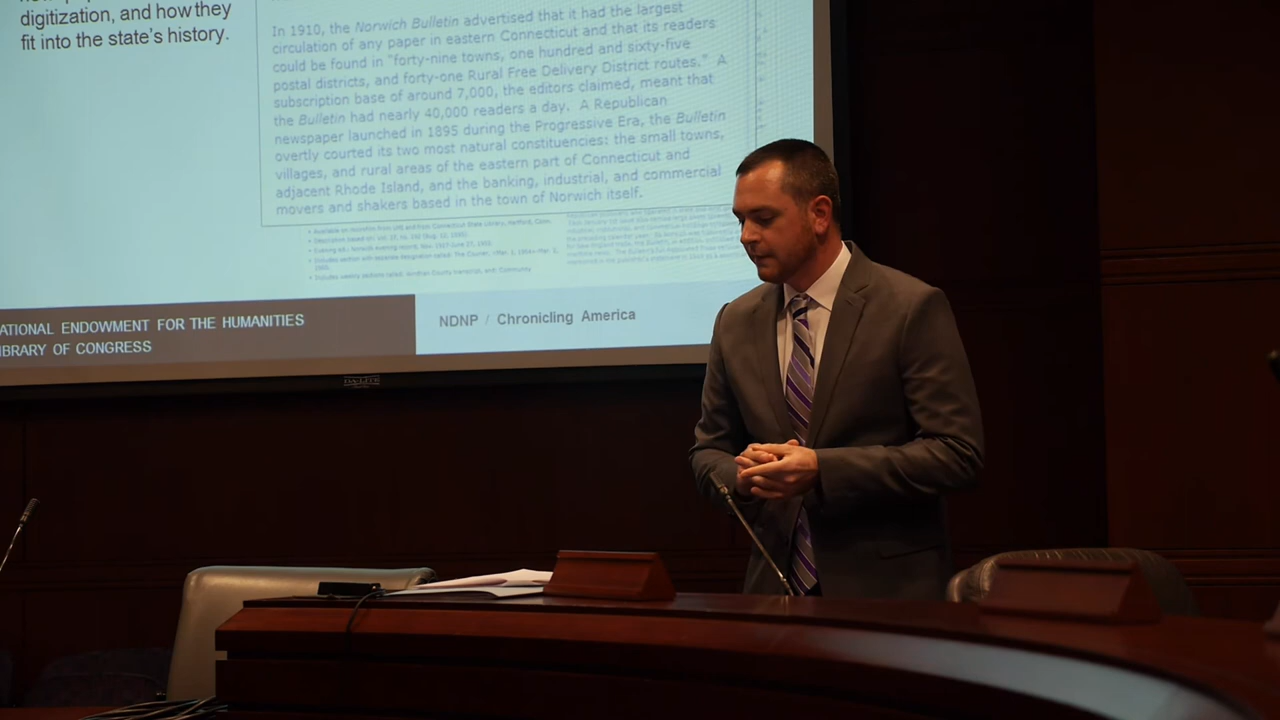 digitization, and how they
fit into the state's history.
In 1910, the Norwich Bulletin advertised that it had the largest
circulation of any paper in eastern Connecticut and that its readers
could be found in "forty-nine towns, one hundred and sixty-five
postal districts, and forty-one Rural Free Delivery District routes." A
subscription base of around 7,000, the editors claimed, meant that
the Bulletin had nearly 40,000 readers a day. A Republican
newspaper launched in 1895 during the Progressive Era, the Bulletin
overtly courted its two most natural constituencies: the small towns,
villages, and rural areas of the eastern part of Connecticut and
adjacent Rhode Island, and the banking, industrial, and commercial
movers and shakers based in the town of Norwich itself.
ATIONAL ENDOWMENT FOR THE HUMANITIES
IBRARY OF CONGRESS
NDNP / Chronicling America